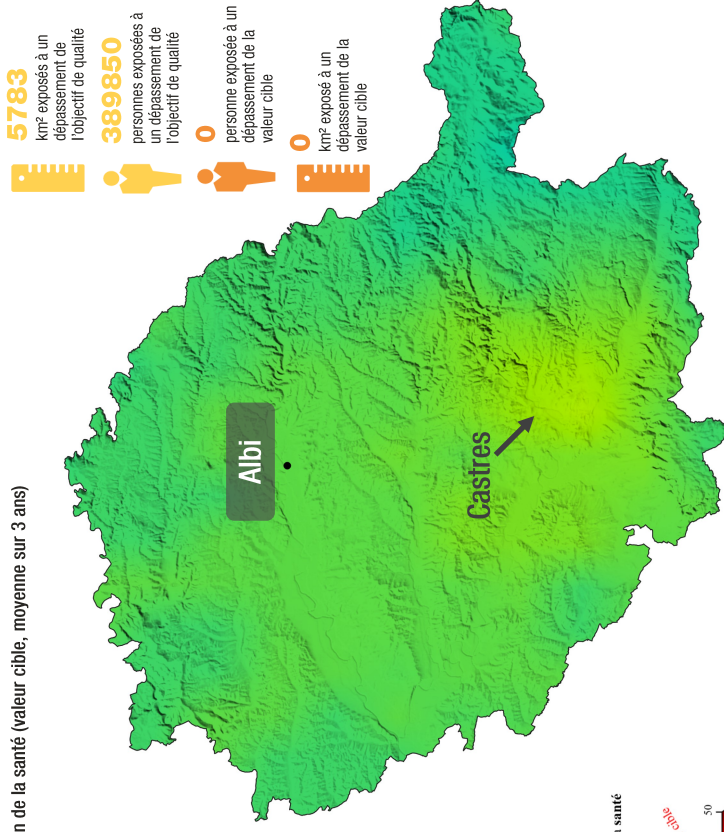 n de la santé (valeur cible, moyenne sur 3 ans)
5783
km² exposés à un
dépassement de
l'objectif de qualité
389850
personnes exposées à
un dépassement de
l'objectif de qualité
0
personne exposée à un
dépassement de la
valeur cible
0
km² exposé à un
dépassement de la
valeur cible
Albi
Castres
santé
cible
50